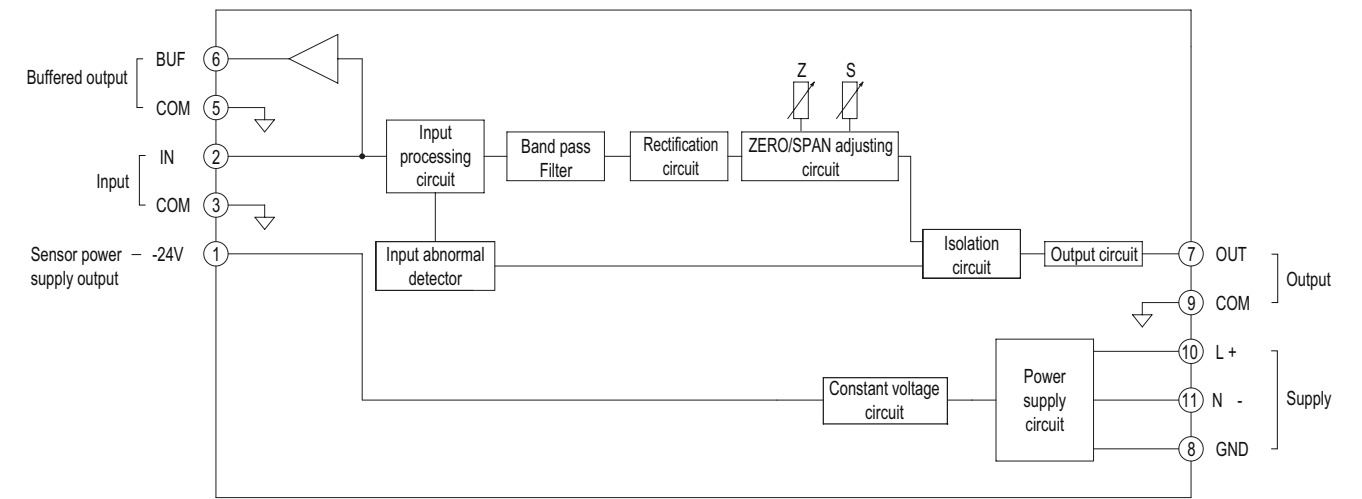 Buffered output
BUF
6
COM
5
Input
IN
2
COM
3
Sensor power
supply output
-24V
1
Input
processing
circuit
Band pass
Filter
Rectification
circuit
Z
S
ZERO/SPAN adjusting
circuit
Input abnormal
detector
Isolation
circuit
Output circuit
7
OUT
9
COM
Output
Constant voltage
circuit
Power
supply
circuit
10
L +
11
N -
8
GND
Supply